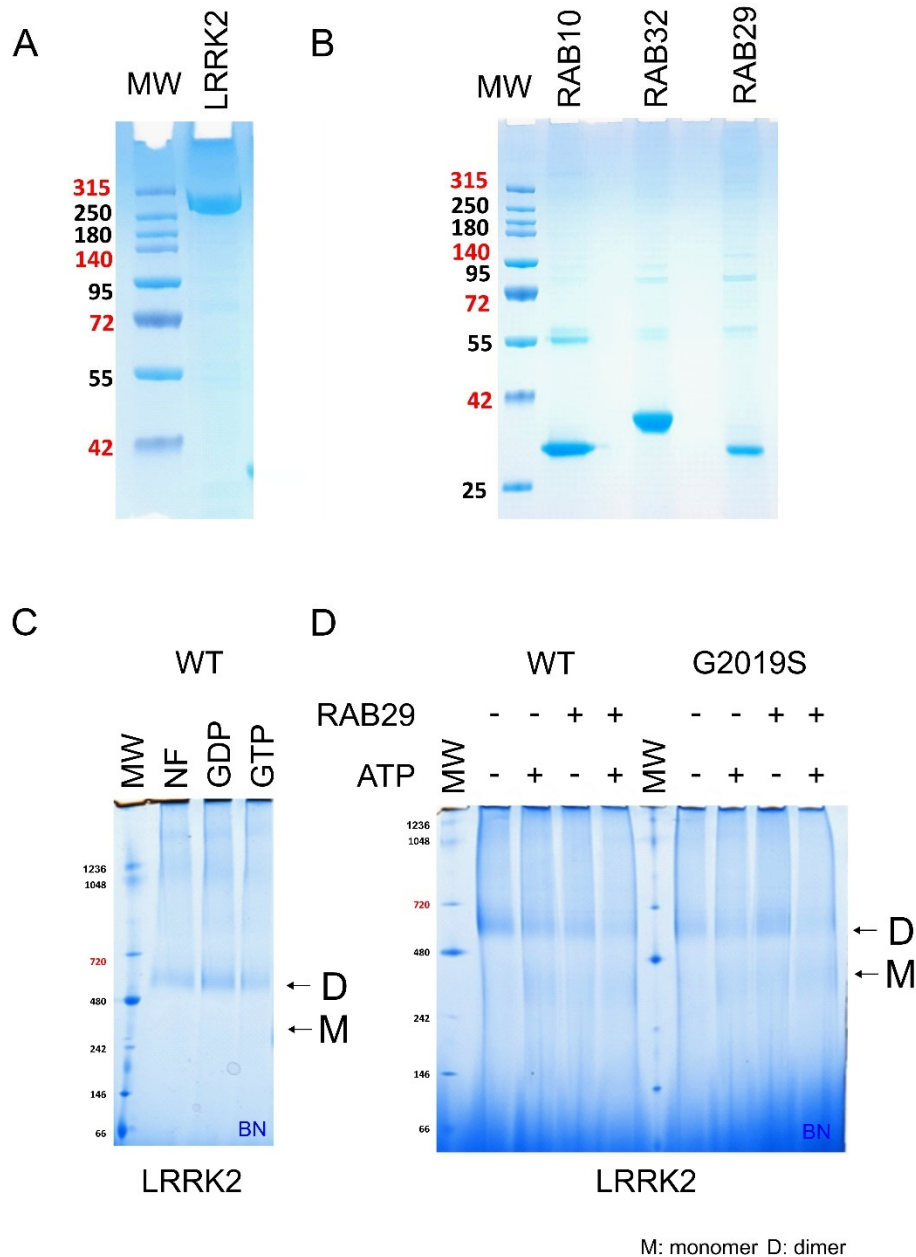 A
MW
LRRK2
315
250
180
140
95
72
55
42
B
MW
RAB10
RAB32
RAB29
315
250
180
140
95
72
55
42
25
C
WT
MW
NF
GDP
GTP
1236
1048
720
480
242
146
66
D
M
BN
LRRK2
D
WT G2019S
RAB29 - - + + - - + +
ATP - + - + - + - +
MW
MW
1236
1048
720
480
242
146
66
D
M
BN
LRRK2
M: monomer D: dimer